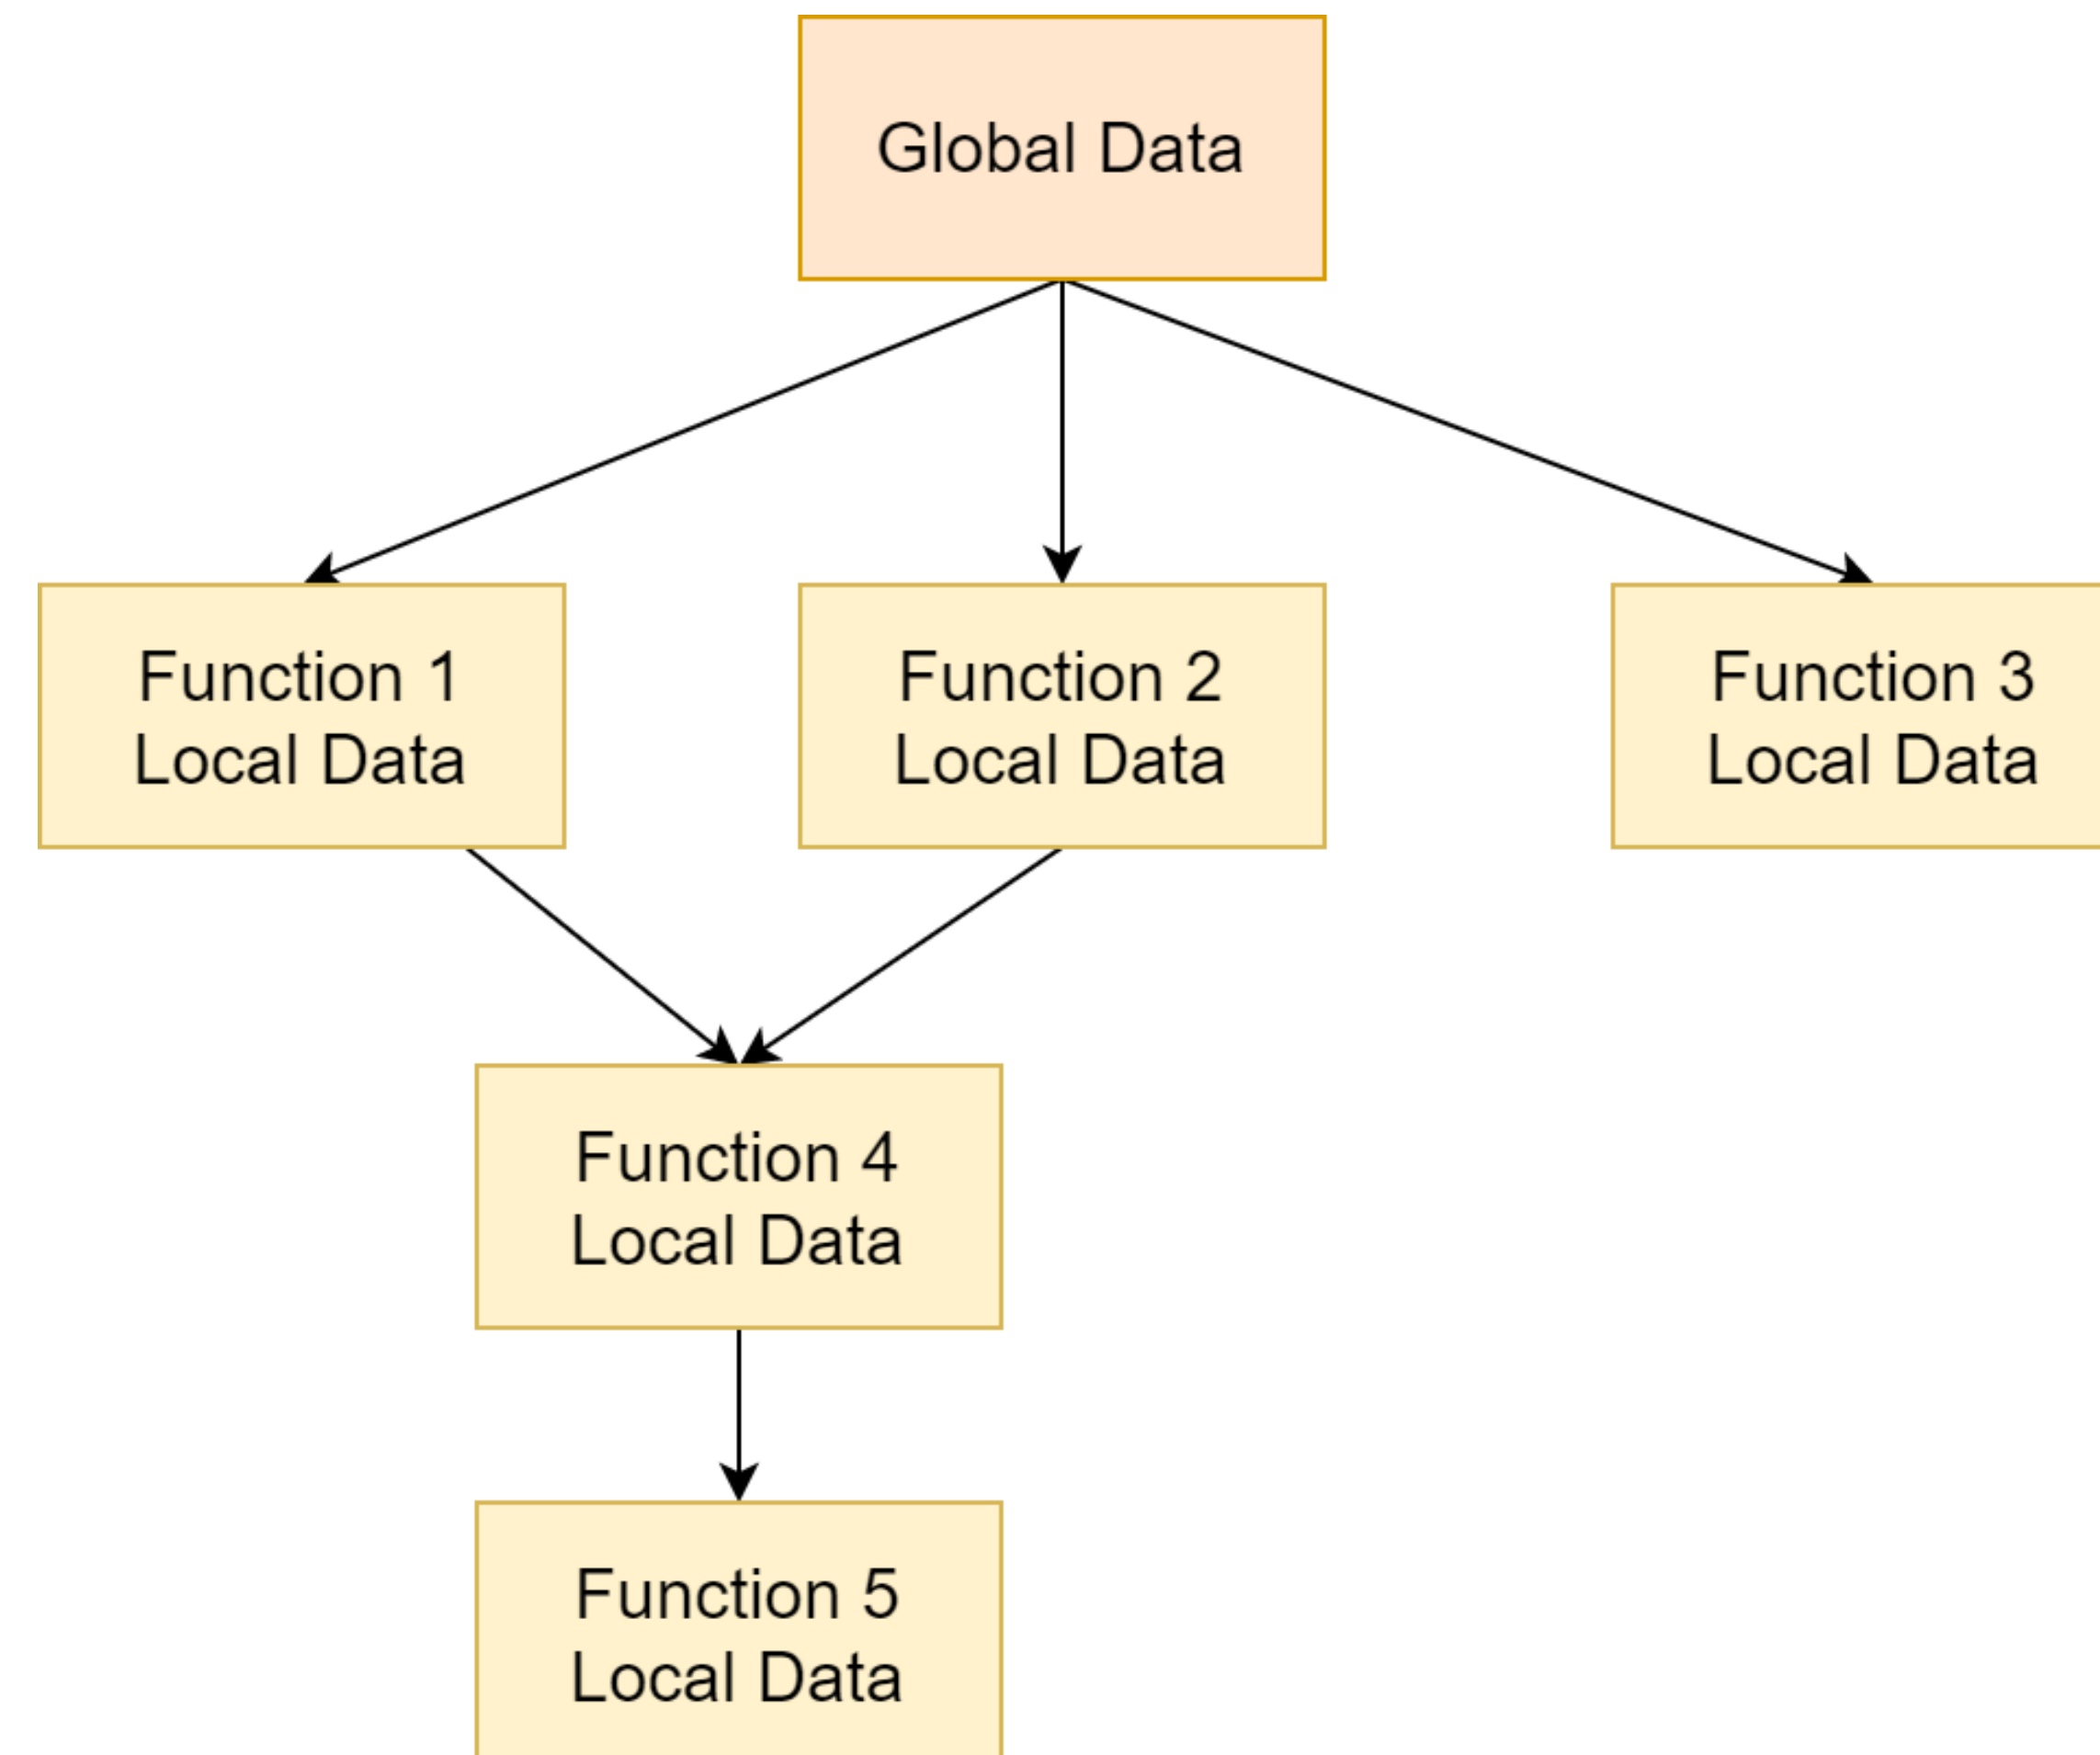 Global Data
Function 1
Local Data
Function 2
Local Data
Function 3
Local Data
Function 4
Local Data
Function 5
Local Data